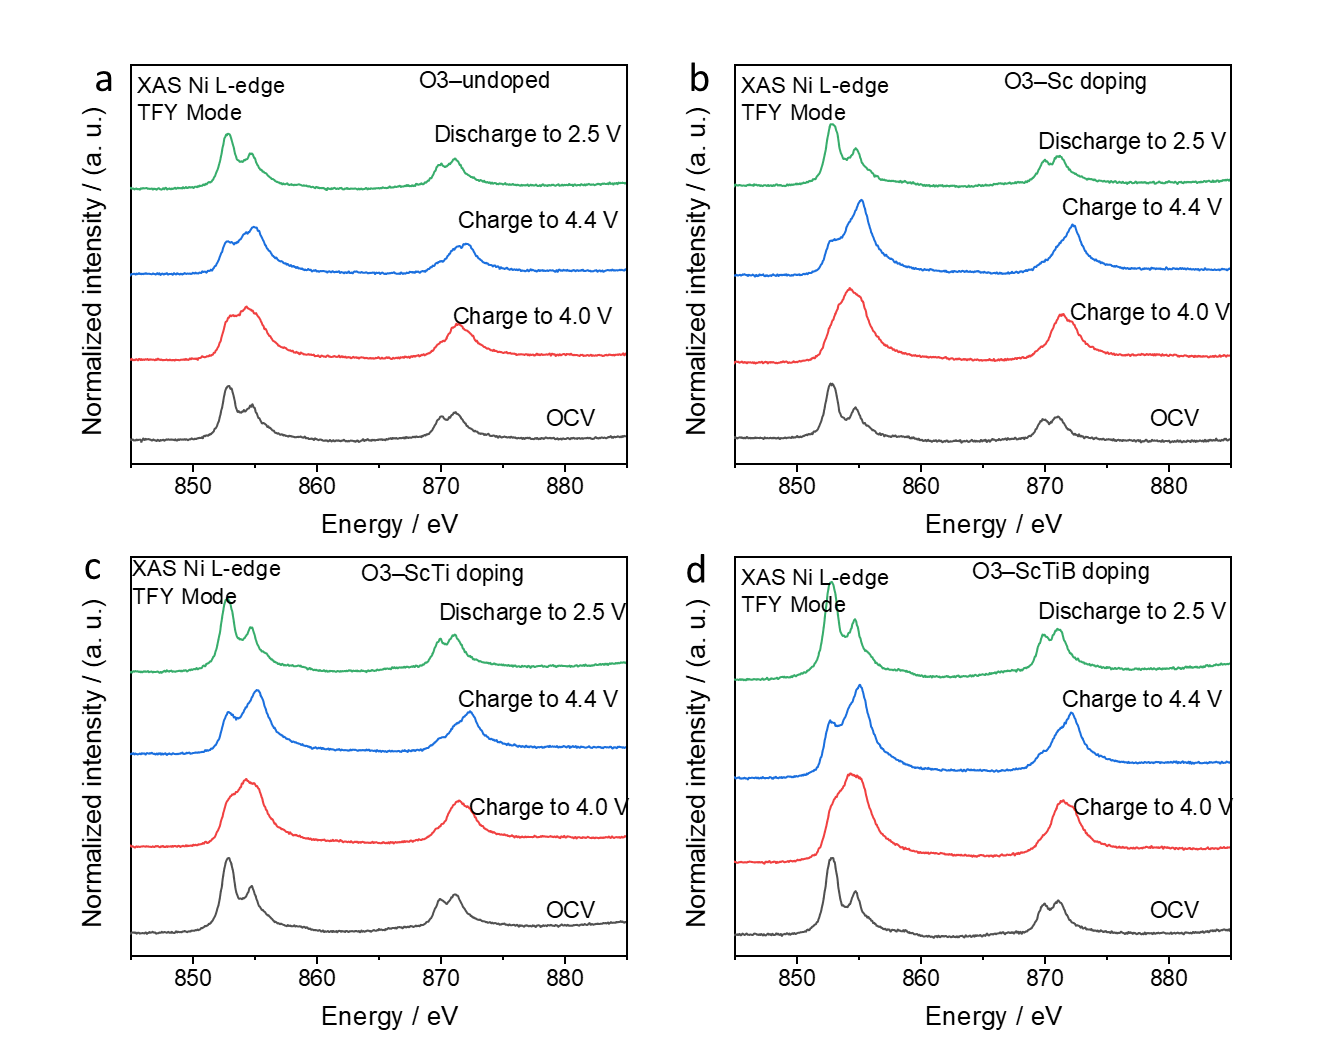 a
XAS Ni L-edge
TFY Mode
O3–undoped
Discharge to 2.5 V
Charge to 4.4 V
Charge to 4.0 V
OCV
Normalized intensity / (a. u.)
850 860 870 880
Energy / eV
b
XAS Ni L-edge
TFY Mode
O3–Sc doping
Discharge to 2.5 V
Charge to 4.4 V
Charge to 4.0 V
OCV
Normalized intensity / (a. u.)
850 860 870 880
Energy / eV
c
XAS Ni L-edge
TFY Mode
O3–ScTi doping
Discharge to 2.5 V
Charge to 4.4 V
Charge to 4.0 V
OCV
Normalized intensity / (a. u.)
850 860 870 880
Energy / eV
d
XAS Ni L-edge
TFY Mode
O3–ScTiB doping
Discharge to 2.5 V
Charge to 4.4 V
Charge to 4.0 V
OCV
Normalized intensity / (a. u.)
850 860 870 880
Energy / eV